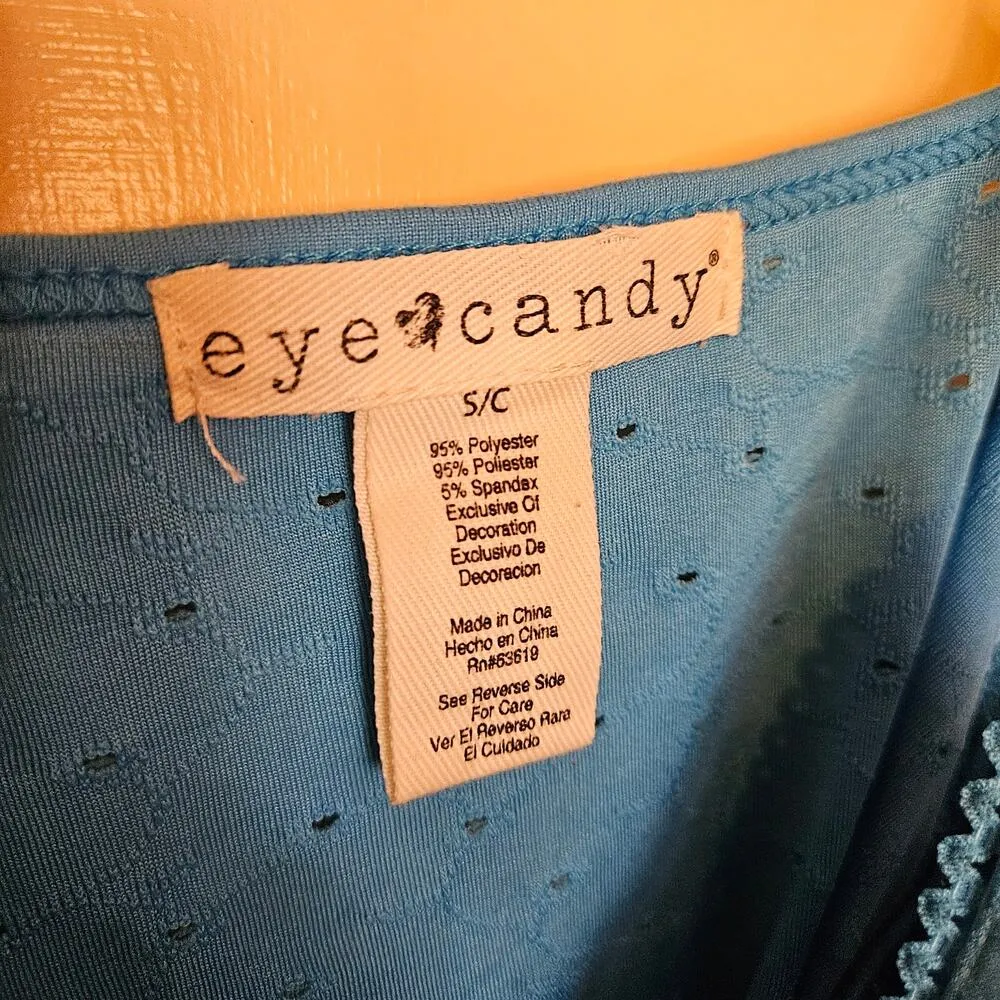 eye candy®
S/C
95% Polyester
95% Poliester
5% Spandex
Exclusive Of
Decoration
Exclusivo De
Decoracion
Made in China
Hecho en China
Rn#63619
See Reverse Side
For Care
Ver El Reverso Rara
El Cuidado